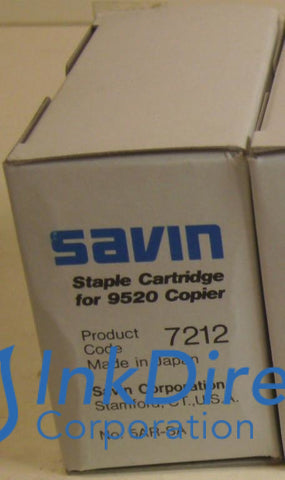 savin
Staple Cartridge
for 9520 Copier
Product Code 7212
Made in Japan
Savin Corporation
Stamford, CT., U.S.A.
InkDire
Corporation